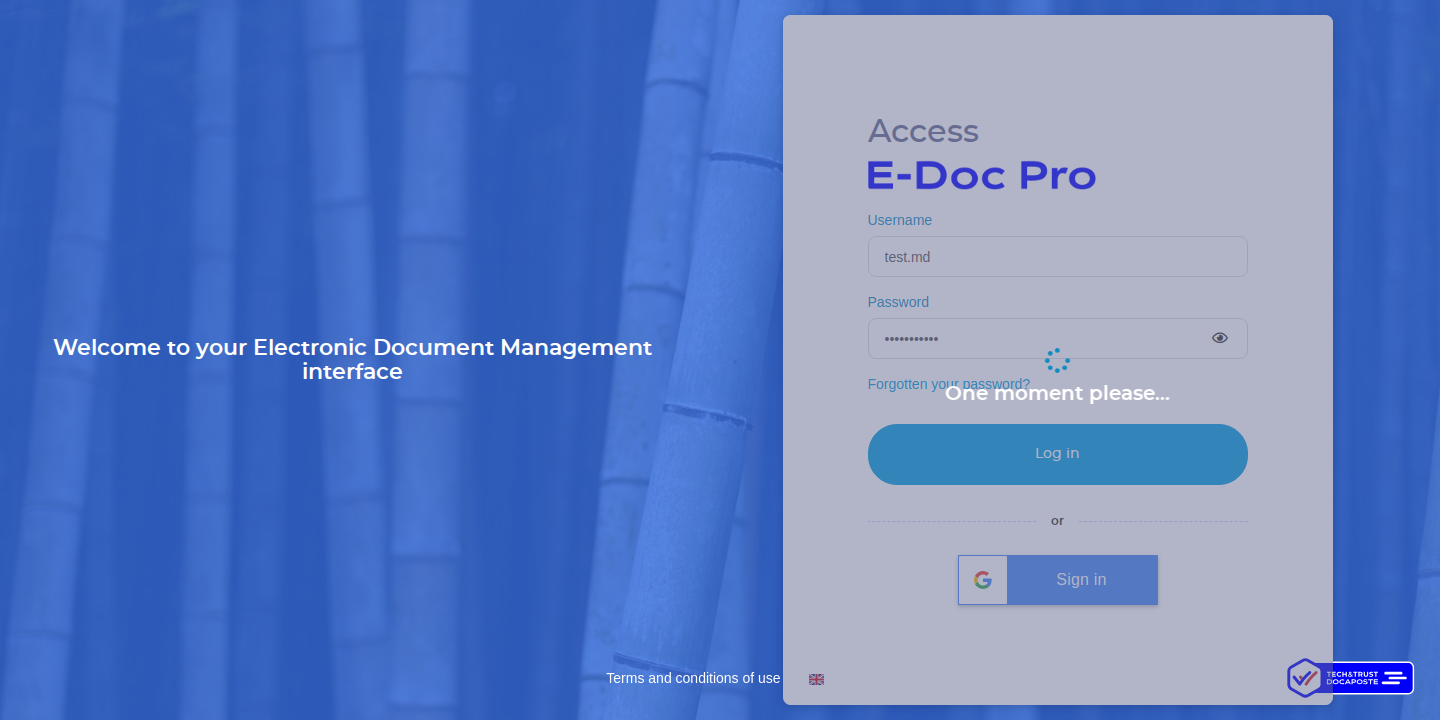 Welcome to your Electronic Document Management
interface
Access
E-Doc Pro
Username
test.md
Password
•••••••••••
Forgotten your password?
One moment please...
Log in
or
Sign in
Terms and conditions of use
TECH&TRUST
DOCAPOSTE